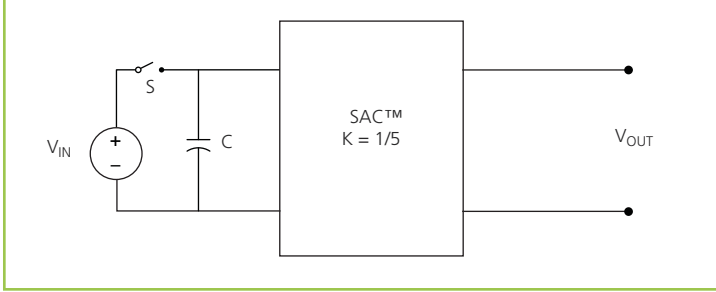 S
SAC™
K = 1/5
V_IN
+
–
C
V_OUT